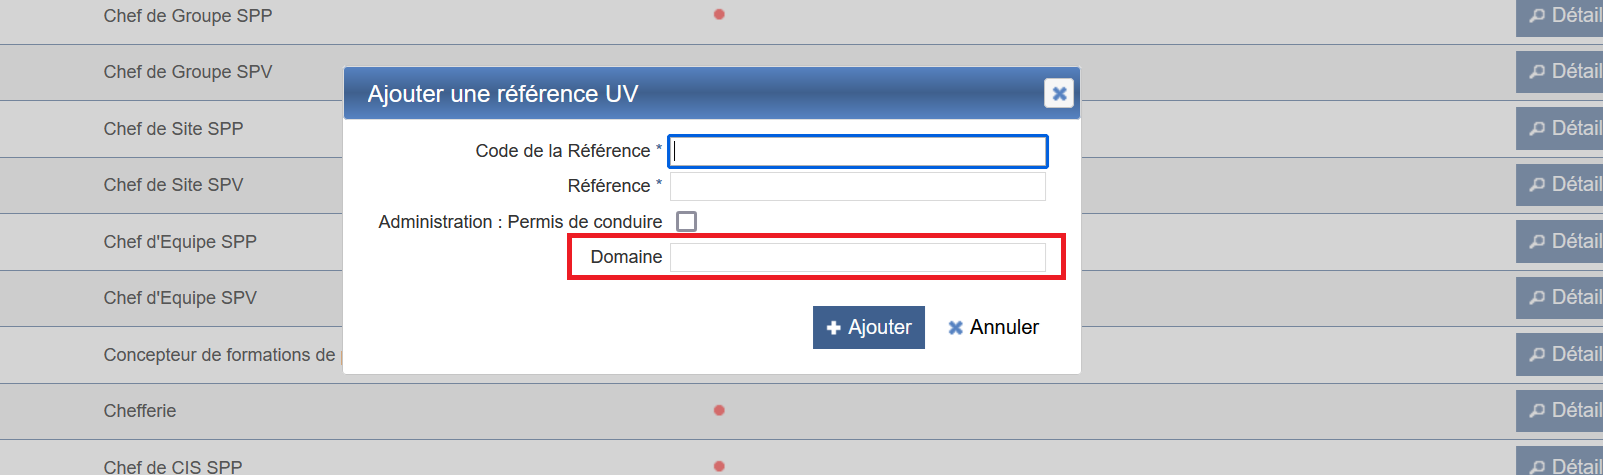 Chef de Groupe SPP
Détail
Chef de Groupe SPV
Détail
Ajouter une référence UV
Chef de Site SPP
Détail
Code de la Référence *
Chef de Site SPV
Référence *
Détail
Administration : Permis de conduire
Chef d'Equipe SPP
Détail
Domaine
Chef d'Equipe SPV
Détail
Ajouter
Annuler
Concepteur de formations de
Détail
Chefferie
Détail
Chef de CIS SPP
Détail